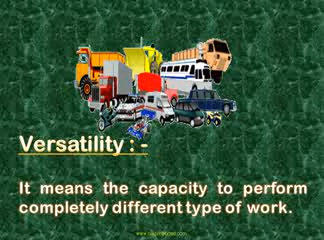 Versatility : -
It means the capacity to perform
completely different type of work.